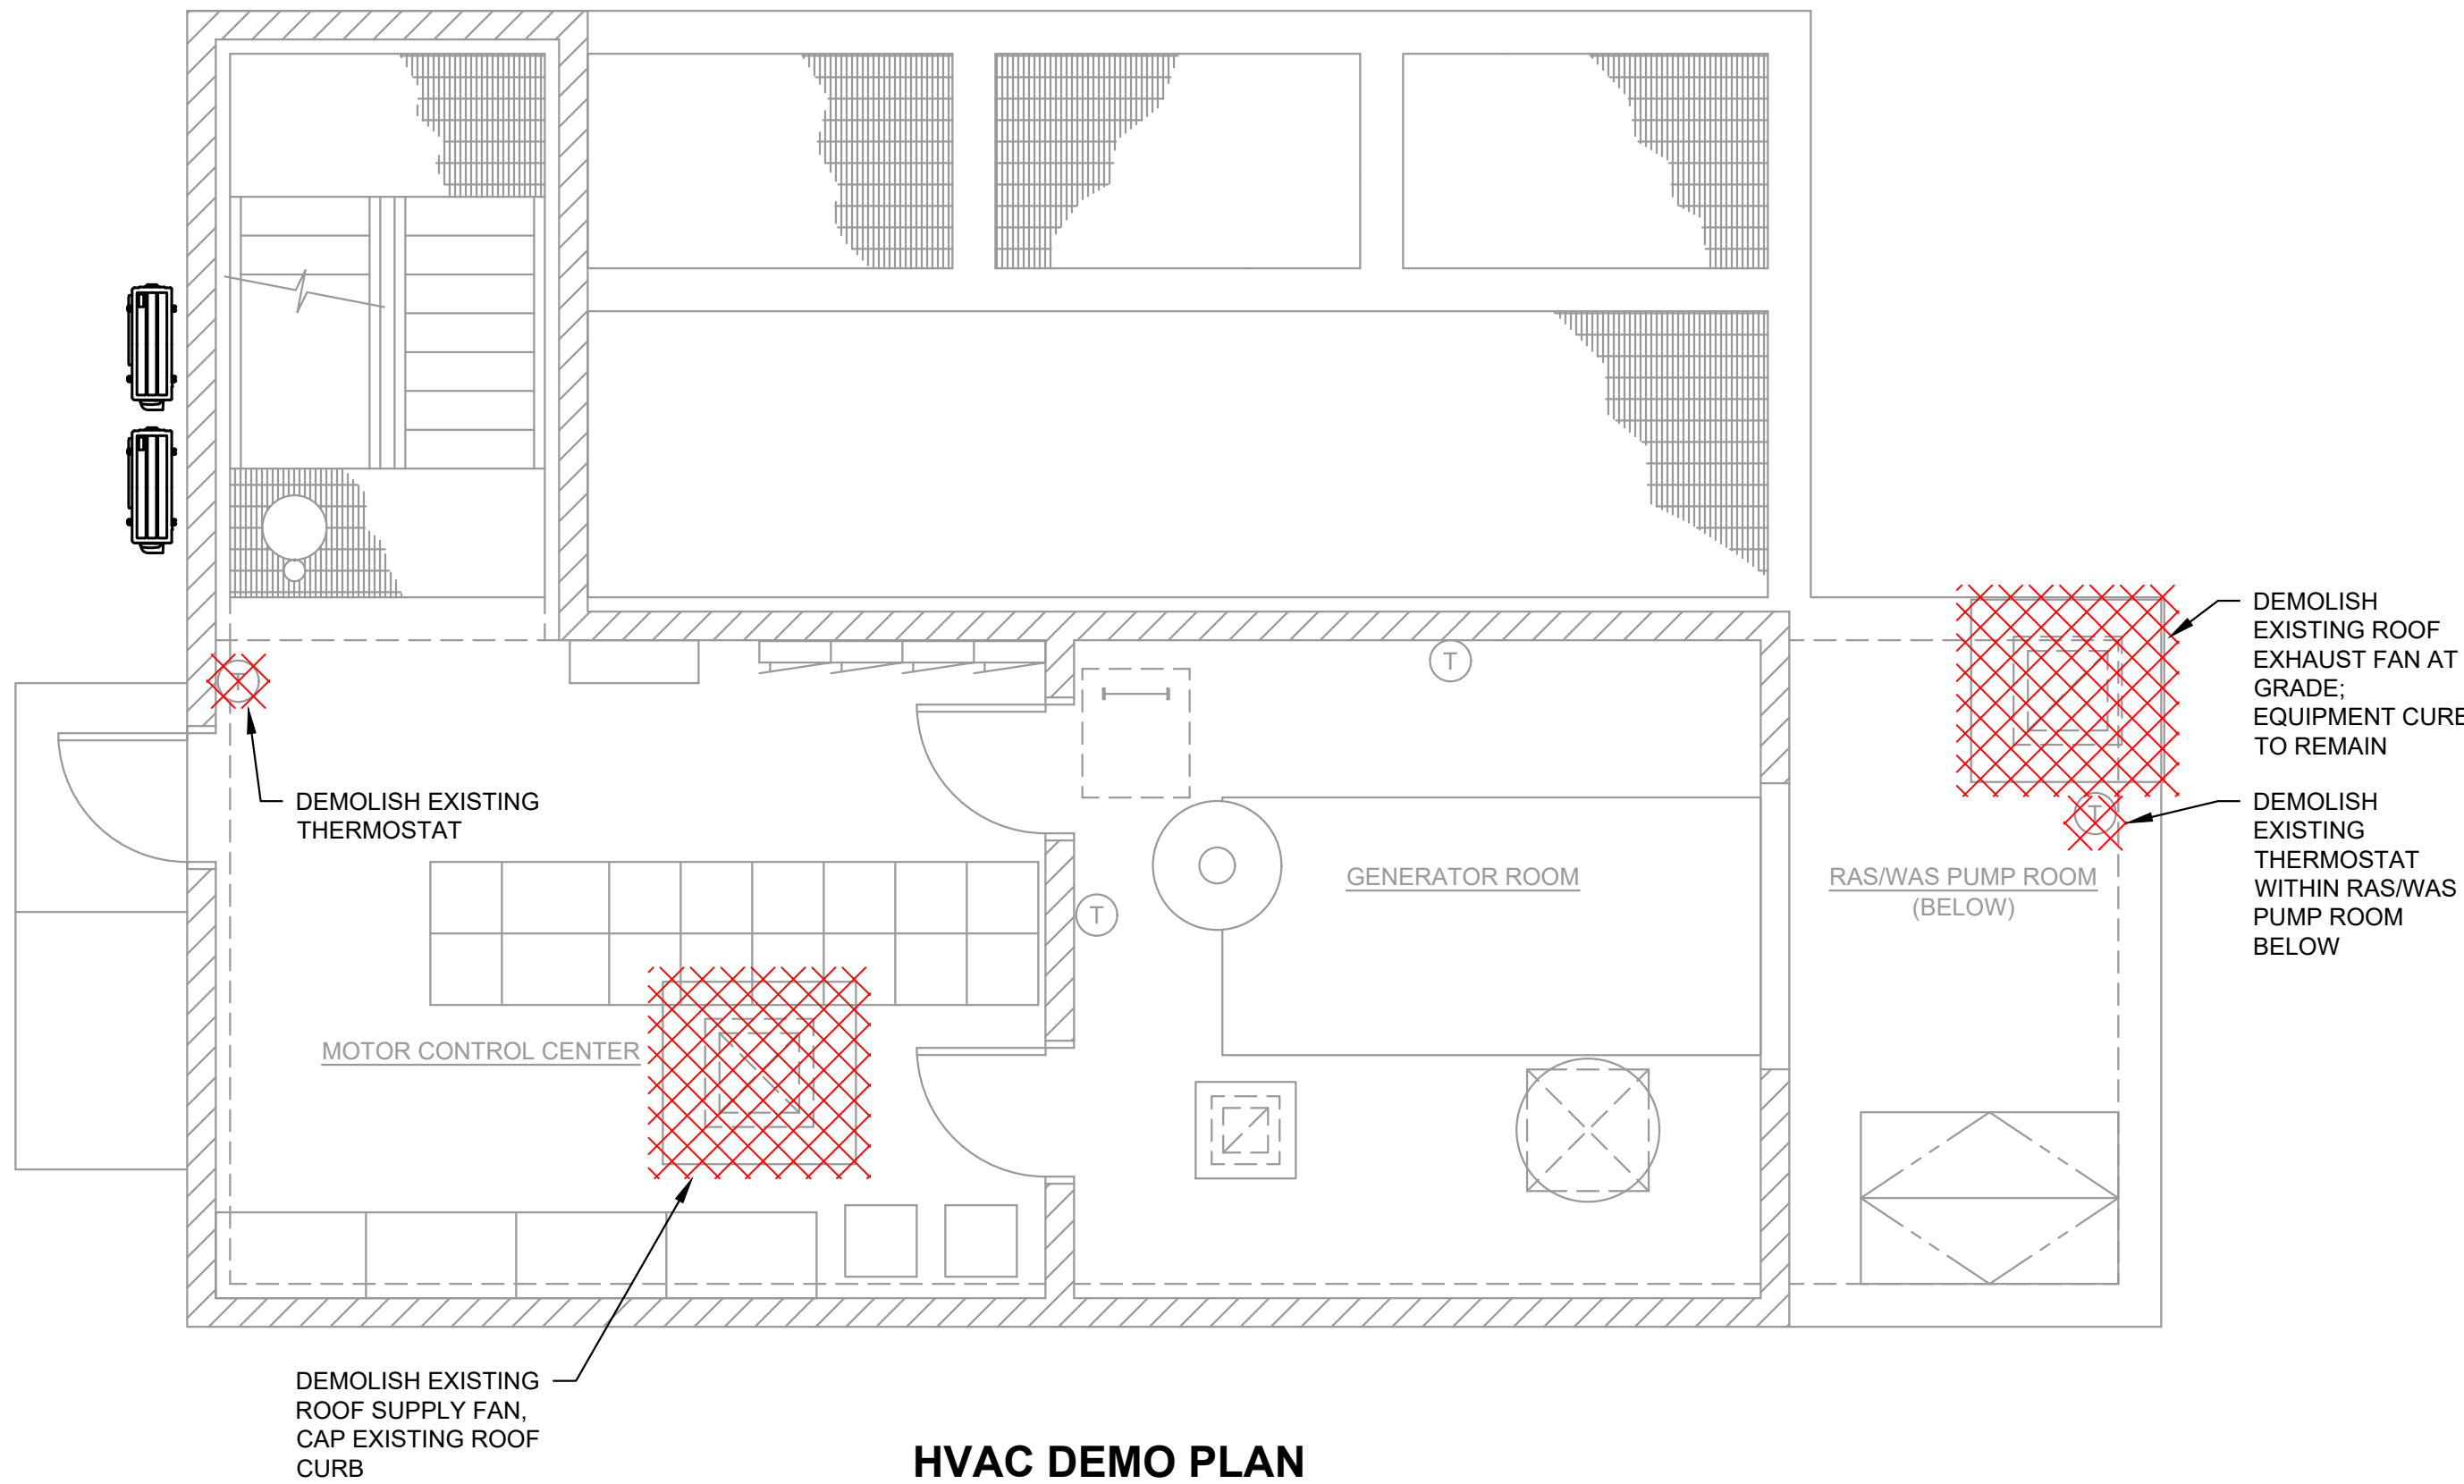 DEMOLISH
EXISTING ROOF
EXHAUST FAN AT
GRADE;
EQUIPMENT CURB
TO REMAIN
T
T
DEMOLISH EXISTING
THERMOSTAT
DEMOLISH
EXISTING
THERMOSTAT
WITHIN RAS/WAS
PUMP ROOM
BELOW
T
GENERATOR ROOM
RAS/WAS PUMP ROOM
(BELOW)
T
MOTOR CONTROL CENTER
T
DEMOLISH EXISTING
ROOF SUPPLY FAN,
CAP EXISTING ROOF
CURB
HVAC DEMO PLAN